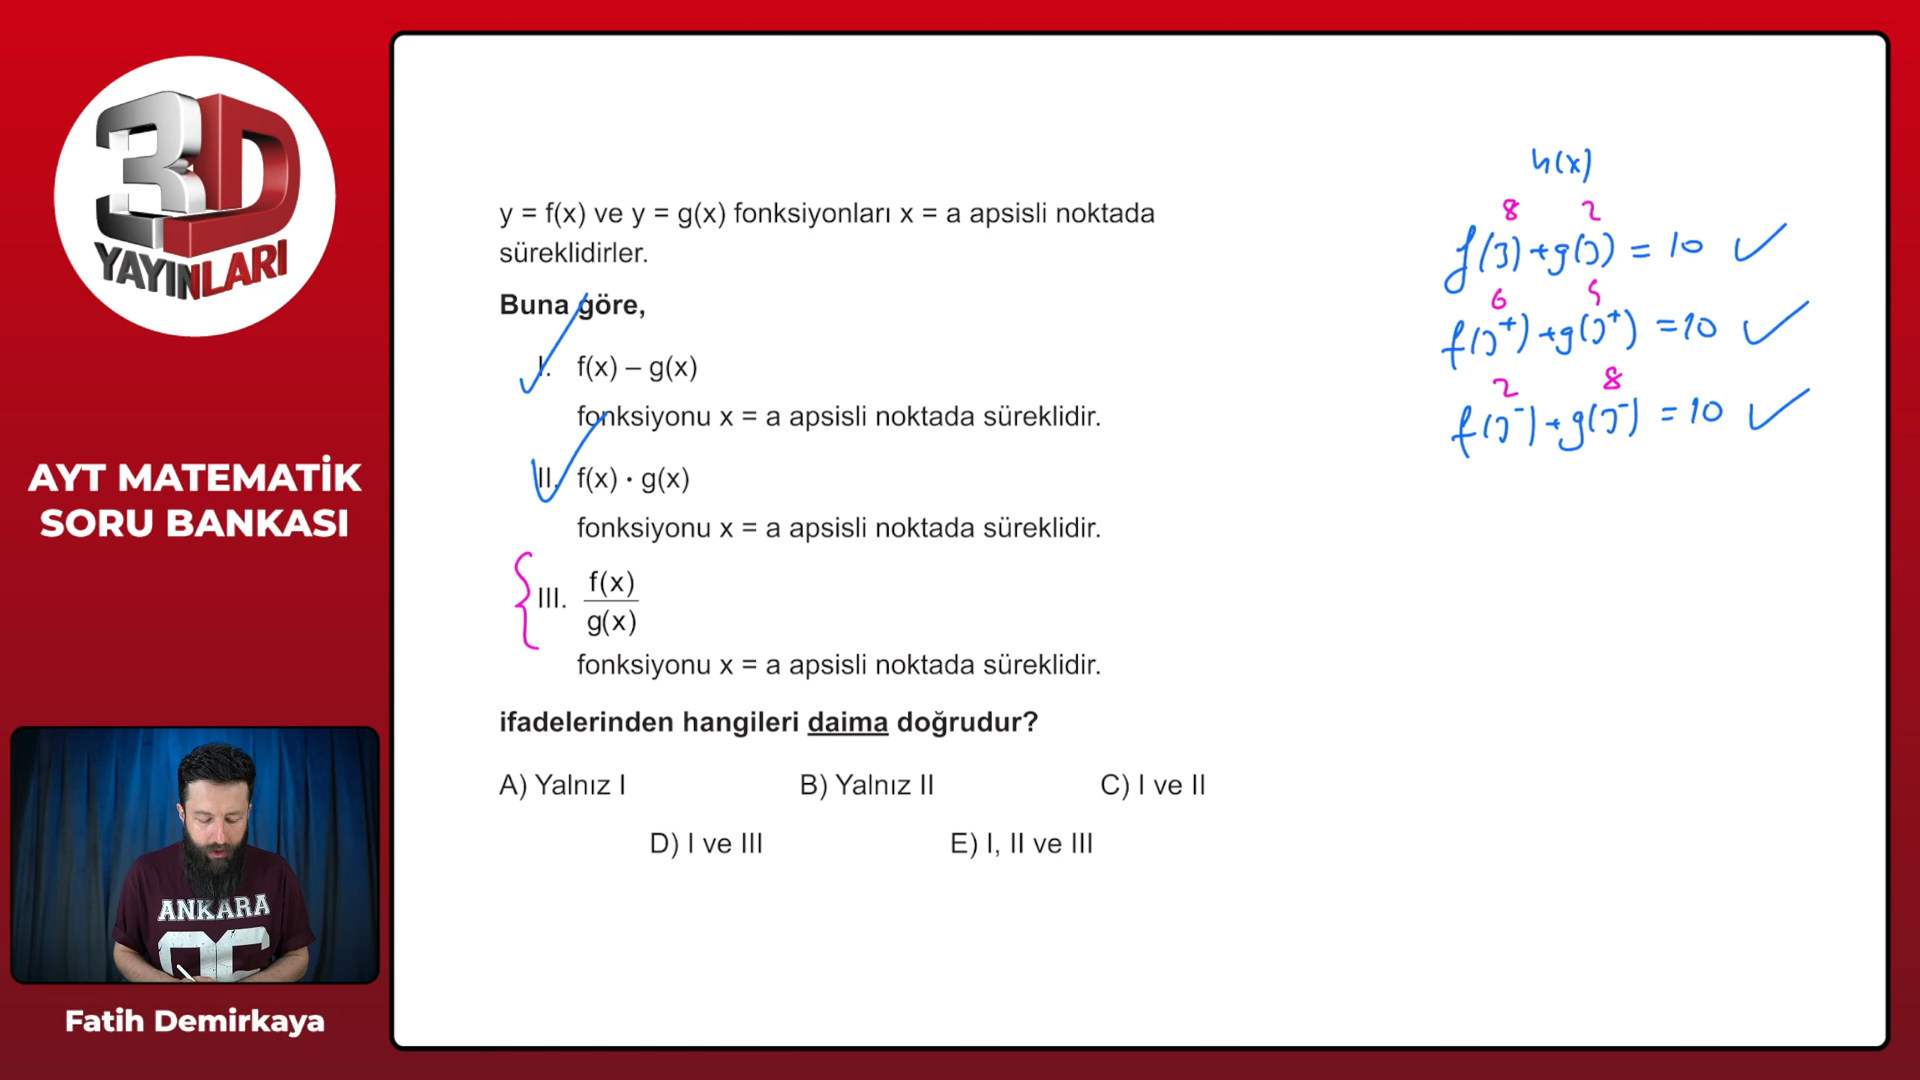 3D
YAYINLARI
AYT MATEMATİK
SORU BANKASI
ANKARA
06
Fatih Demirkaya
y = f(x) ve y = g(x) fonksiyonları x = a apsisli noktada
süreklidirler.
Buna göre,
I. f(x) – g(x)
fonksiyonu x = a apsisli noktada süreklidir.
II. f(x) · g(x)
fonksiyonu x = a apsisli noktada süreklidir.
III. f(x)
g(x)
fonksiyonu x = a apsisli noktada süreklidir.
ifadelerinden hangileri daima doğrudur?
A) Yalnız I B) Yalnız II C) I ve II
D) I ve III E) I, II ve III
h(x)
8 2
f(3)+g(3) = 10
6
f(3⁺)+g(3⁺) = 10
2 8
f(3⁻)+g(3⁻) = 10